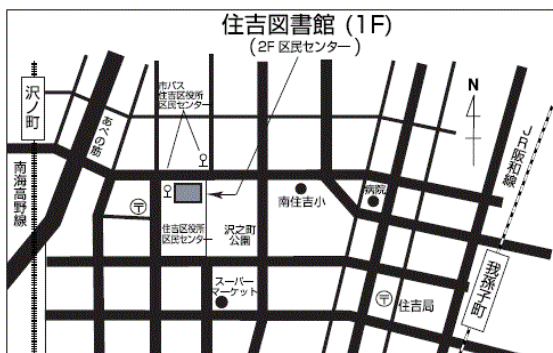 住吉図書館 (1F)
(2F 区民センター)
沢ノ町
市バス
住吉区役所
区民センター
あべの筋
N
JR阪和線
南海高野線
〒
住吉区役所
区民センター
沢之町
公園
南住吉小
病院
スーパー
マーケット
〒
住吉局
我孫子町